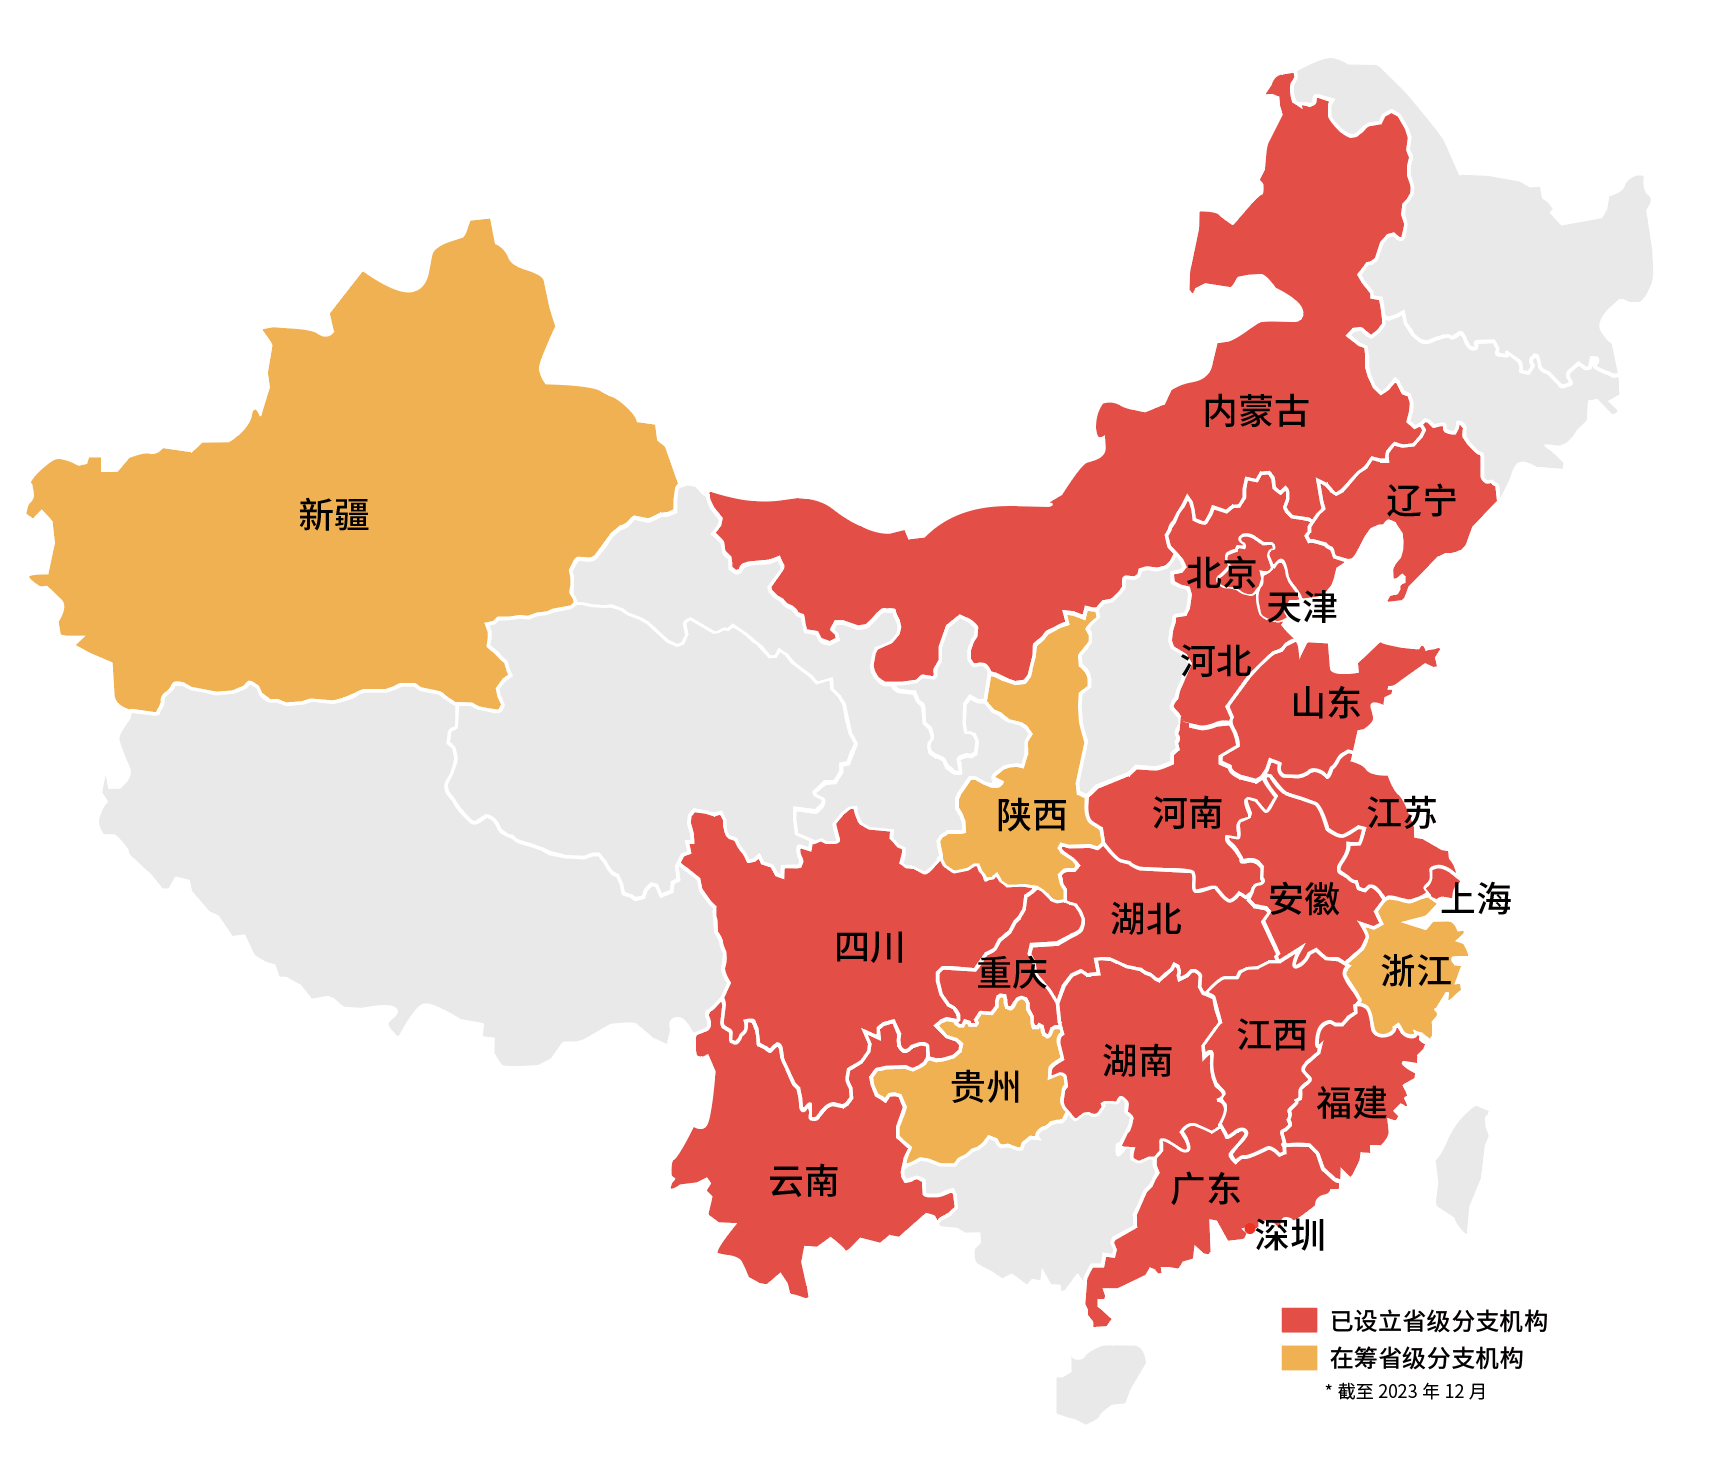 内蒙古
辽宁
新疆
北京
天津
河北
山东
陕西
河南
江苏
安徽
上海
湖北
四川
重庆
浙江
江西
湖南
贵州
福建
云南
广东
深圳
已设立省级分支机构
在筹省级分支机构
* 截至 2023 年 12 月